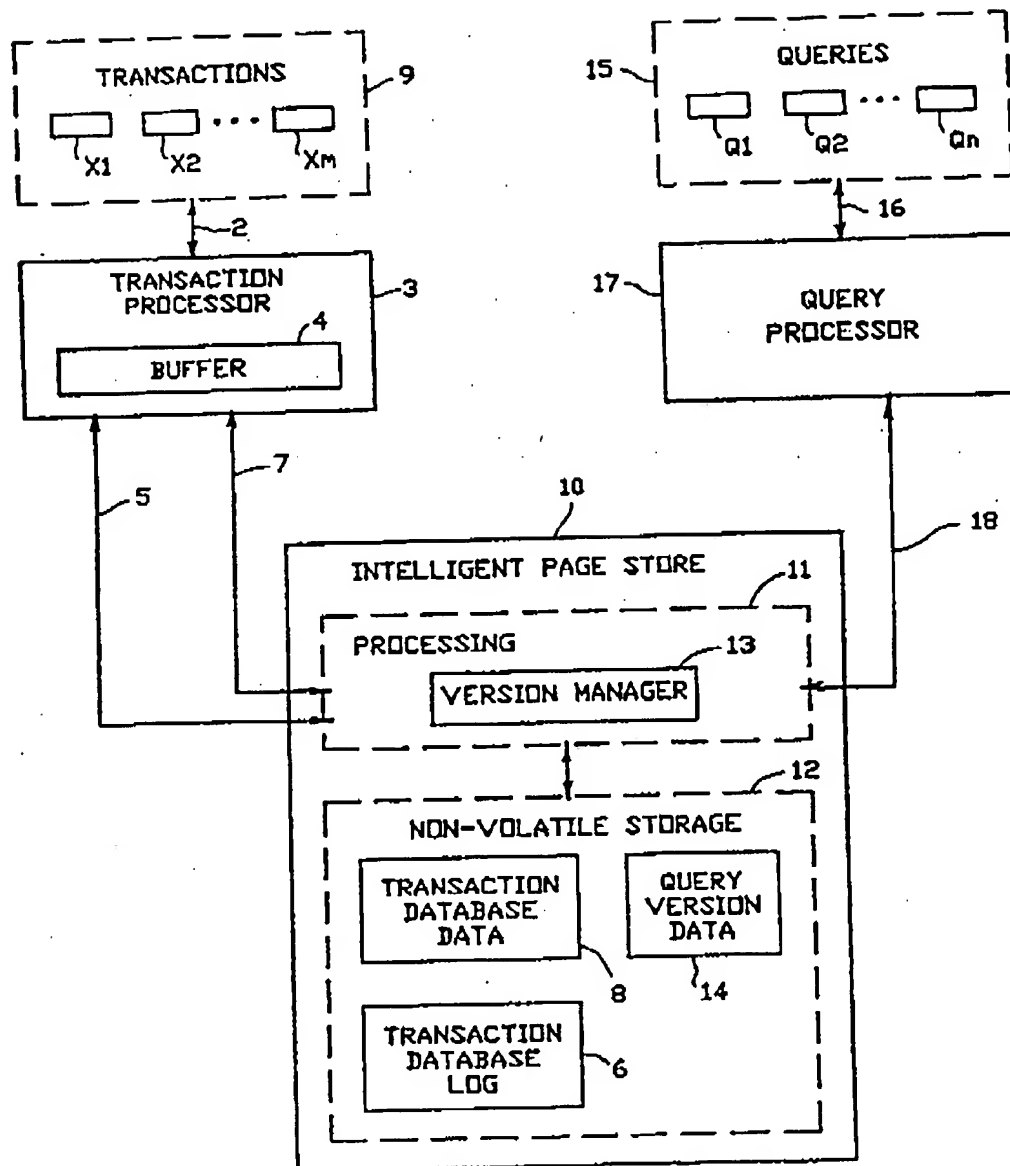 TRANSACTIONS
9
X1 X2 ••• Xm
2
TRANSACTION
PROCESSOR
3
4
BUFFER
5
7
15
QUERIES
Q1 Q2 ••• Qn
16
17
QUERY
PROCESSOR
18
10
INTELLIGENT PAGE STORE
11
PROCESSING
13
VERSION MANAGER
12
NON-VOLATILE STORAGE
TRANSACTION
DATABASE
DATA
8
QUERY
VERSION
DATA
14
TRANSACTION
DATABASE
LOG
6